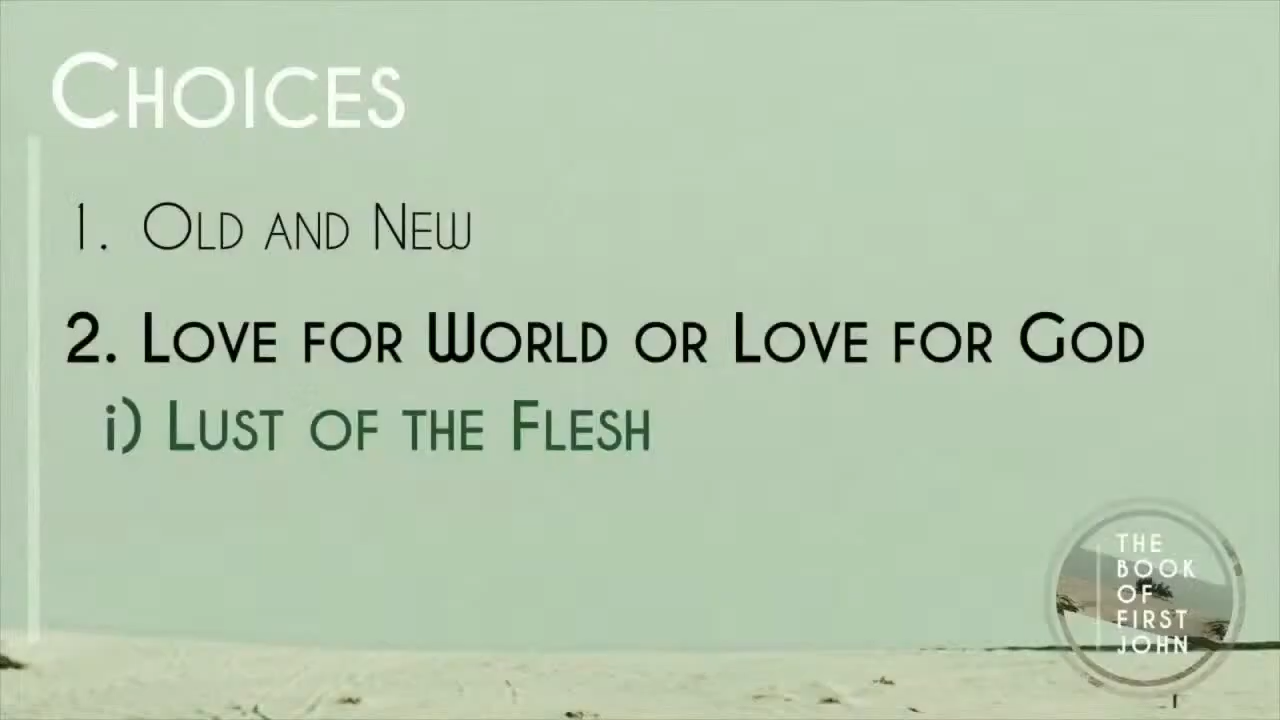 Choices
1. Old and New
2. Love for World or Love for God
i) Lust of the Flesh
THE
BOOK
OF
FIRST
JOHN